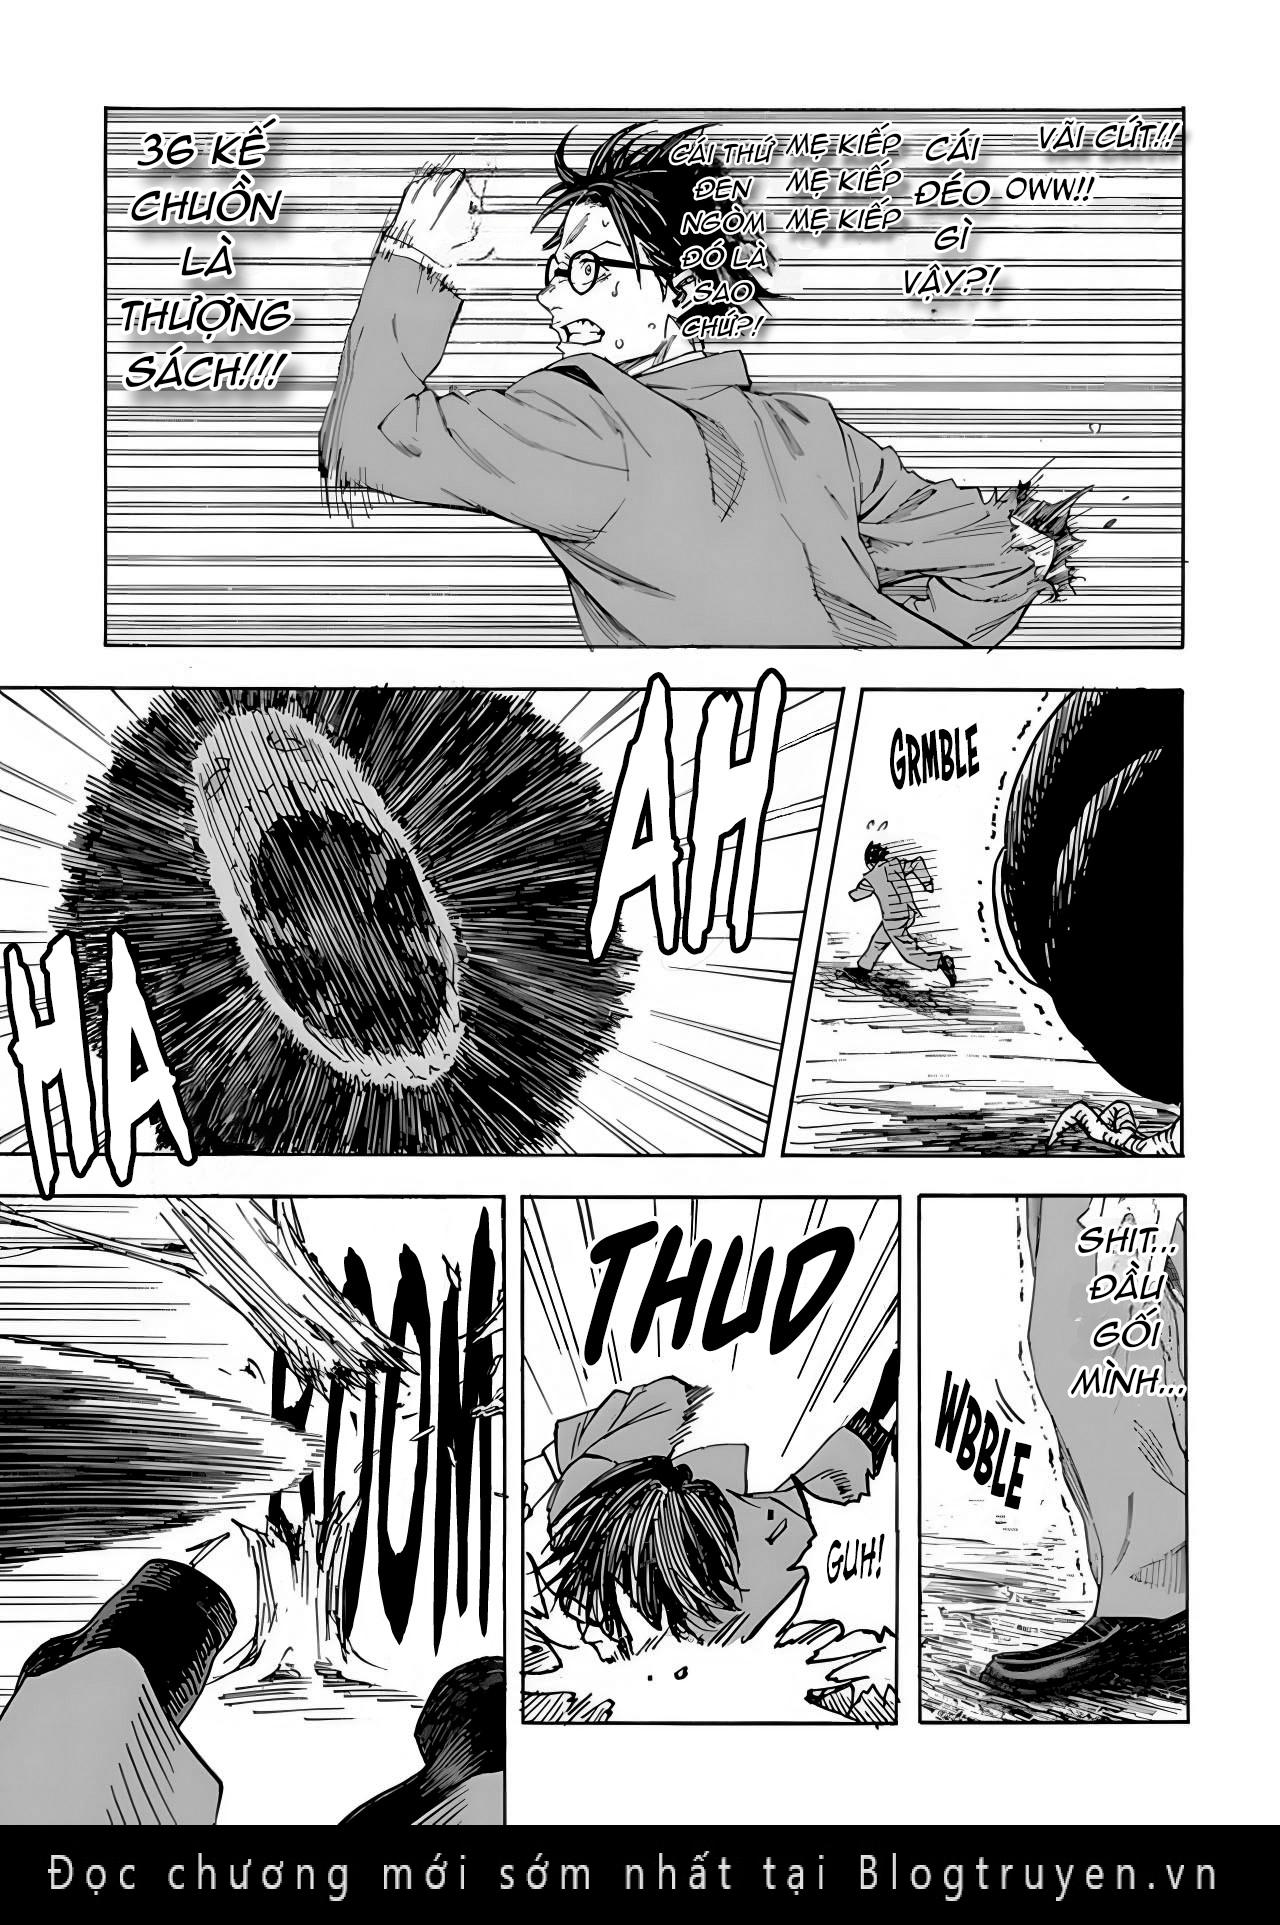 VÃI CỨT!!
OWW!!
CÁI
ĐÉO
GÌ
VẬY?!
MẸ KIẾP
MẸ KIẾP
MẸ KIẾP
CÁI THỨ
ĐEN
NGÒM
ĐÓ LÀ
SAO
CHỨ?!
36 KẾ
CHUỒN
LÀ
THƯỢNG
SÁCH!!!
GRMBLE
AH
HA
SHIT...
ĐẦU
GỐI
MÌNH...
WBBLE
THUD
GUH!
BOOM
Đọc chương mới sớm nhất tại Blogtruyen.vn